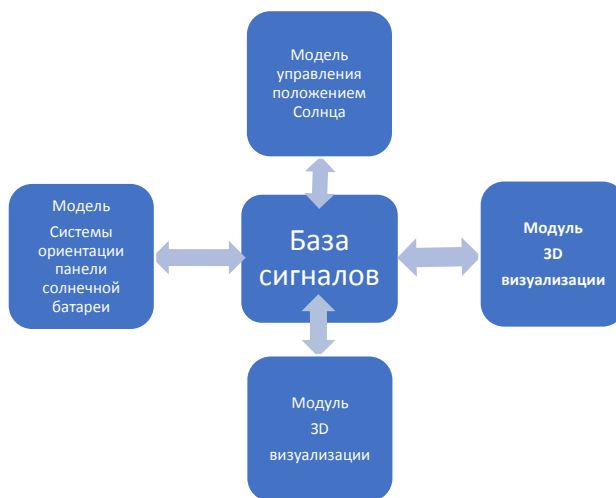 Модель
управления
положением
Солнца
Модель
Системы
ориентации
панели
солнечной
батареи
База
сигналов
Модуль
3D
визуализации
Модуль
3D
визуализации